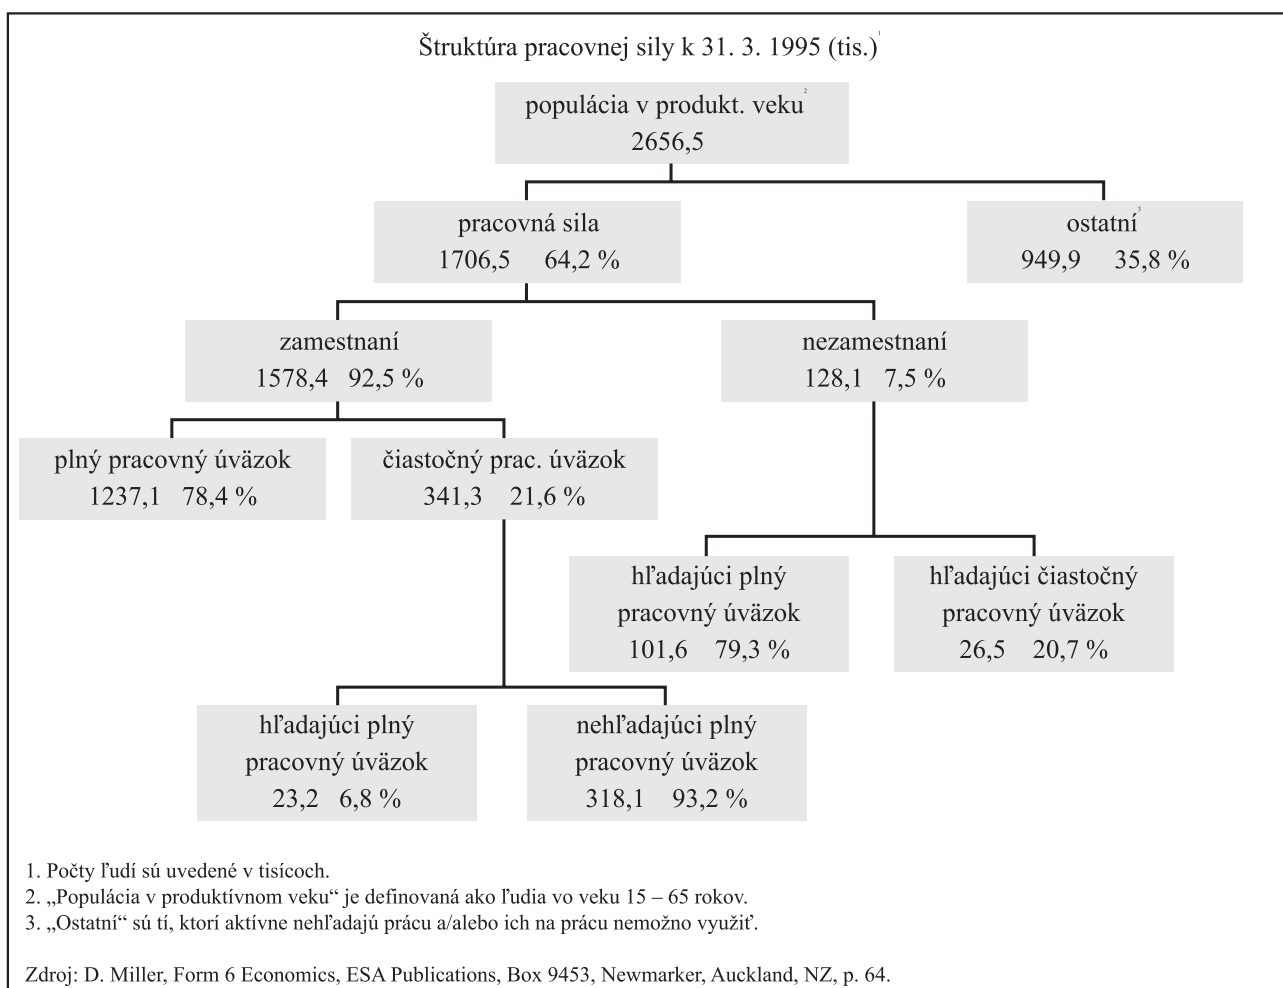 Štruktúra pracovnej sily k 31. 3. 1995 (tis.)¹
populácia v produkt. veku²
2656,5
pracovná sila
1706,5 64,2 %
ostatní³
949,9 35,8 %
zamestnaní
1578,4 92,5 %
nezamestnaní
128,1 7,5 %
plný pracovný úväzok
1237,1 78,4 %
čiastočný prac. úväzok
341,3 21,6 %
hľadajúci plný
pracovný úväzok
101,6 79,3 %
hľadajúci čiastočný
pracovný úväzok
26,5 20,7 %
hľadajúci plný
pracovný úväzok
23,2 6,8 %
nehľadajúci plný
pracovný úväzok
318,1 93,2 %
1. Počty ľudí sú uvedené v tisícoch.
2. „Populácia v produktívnom veku“ je definovaná ako ľudia vo veku 15 – 65 rokov.
3. „Ostatní“ sú tí, ktorí aktívne nehľadajú prácu a/alebo ich na prácu nemožno využiť.
Zdroj: D. Miller, Form 6 Economics, ESA Publications, Box 9453, Newmarker, Auckland, NZ, p. 64.